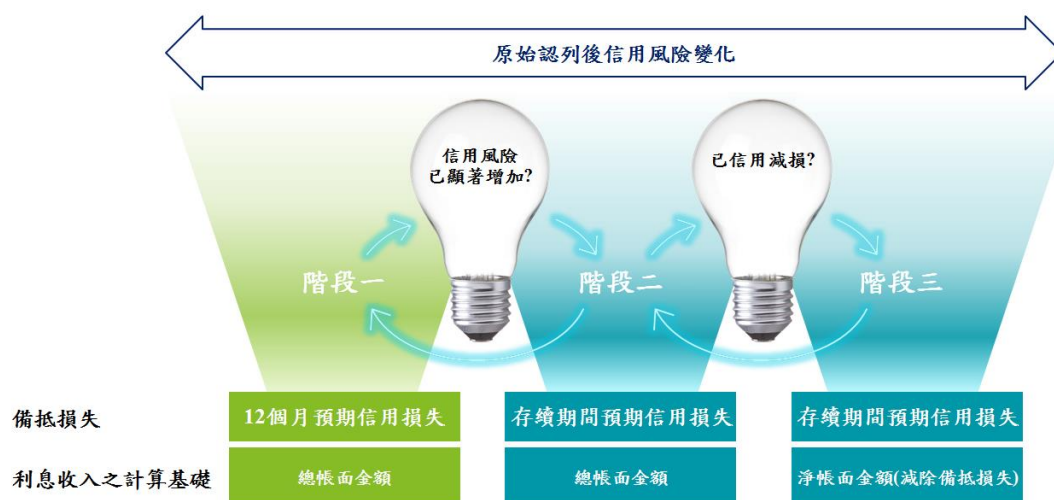 原始認列後信用風險變化
信用風險
已顯著增加?
已信用減損?
階段一
階段二
階段三
備抵損失
12個月預期信用損失
存續期間預期信用損失
存續期間預期信用損失
利息收入之計算基礎
總帳面金額
總帳面金額
淨帳面金額(減除備抵損失)